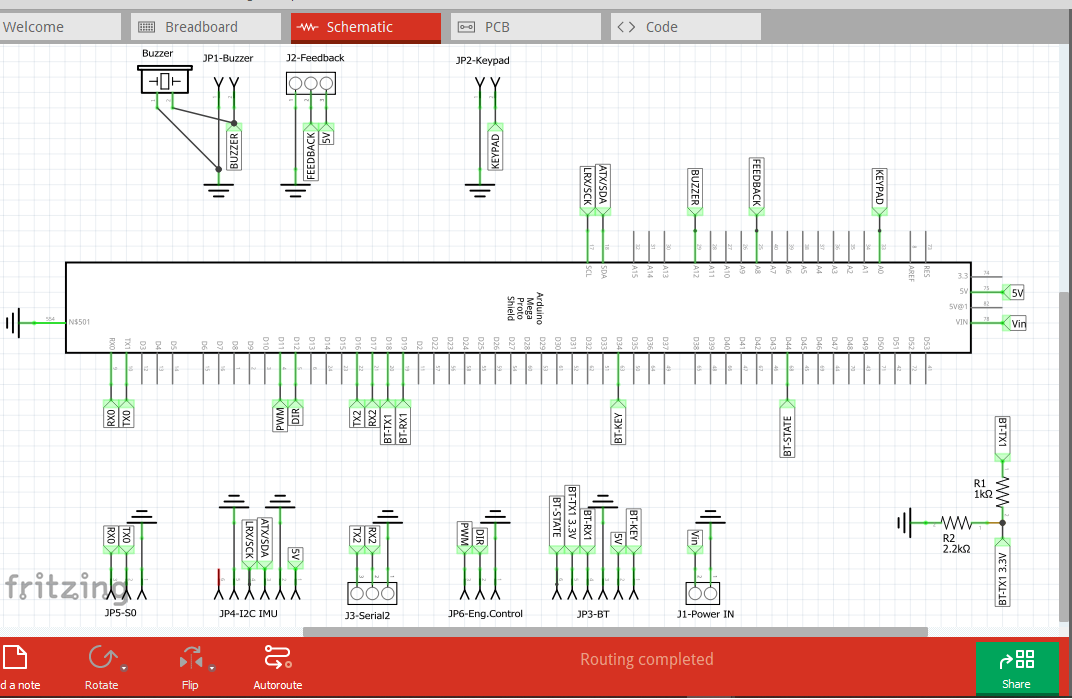 Welcome
Breadboard
Schematic
PCB
Code
Buzzer
JP1-Buzzer
J2-Feedback
JP2-Keypad
BUZZER
FEEDBACK
5V
KEYPAD
LRX/SCK
ATX/SDA
BUZZER
FEEDBACK
KEYPAD
SCL
SDA
A15
A14
A13
A12
A11
A10
A9
A8
A7
A6
A5
A4
A3
A2
A1
A0
AREF
RES
3.3
5V
5V@1
VIN
5V
Vin
N$501
Arduino
Mega
Proto
Shield
RX0
TX1
D3
D4
D5
D6
D7
D8
D9
D10
D11
D12
D13
D14
D15
D16
D17
D18
D19
D21
D22
D23
D24
D25
D26
D27
D28
D29
D30
D31
D32
D33
D34
D35
D36
D37
D38
D39
D40
D41
D42
D43
D44
D45
D46
D47
D48
D49
D50
D51
D52
D53
RX0
TX0
PWM
DIR
TX2
RX2
BT-TX1
BT-RX1
BT-KEY
BT-STATE
BT-TX1
R1
1kΩ
R2
2.2kΩ
BT-TX1 3.3V
RX0
TX0
LRX/SCK
ATX/SDA
5V
TX2
RX2
PWM
DIR
BT-STATE
BT-TX1 3.3V
BT-RX1
5V
BT-KEY
Vin
fritzing
JP5-S0
JP4-I2C IMU
J3-Serial2
JP6-Eng.Control
JP3-BT
J1-Power IN
d a note
Rotate
Flip
Autoroute
Routing completed
Share